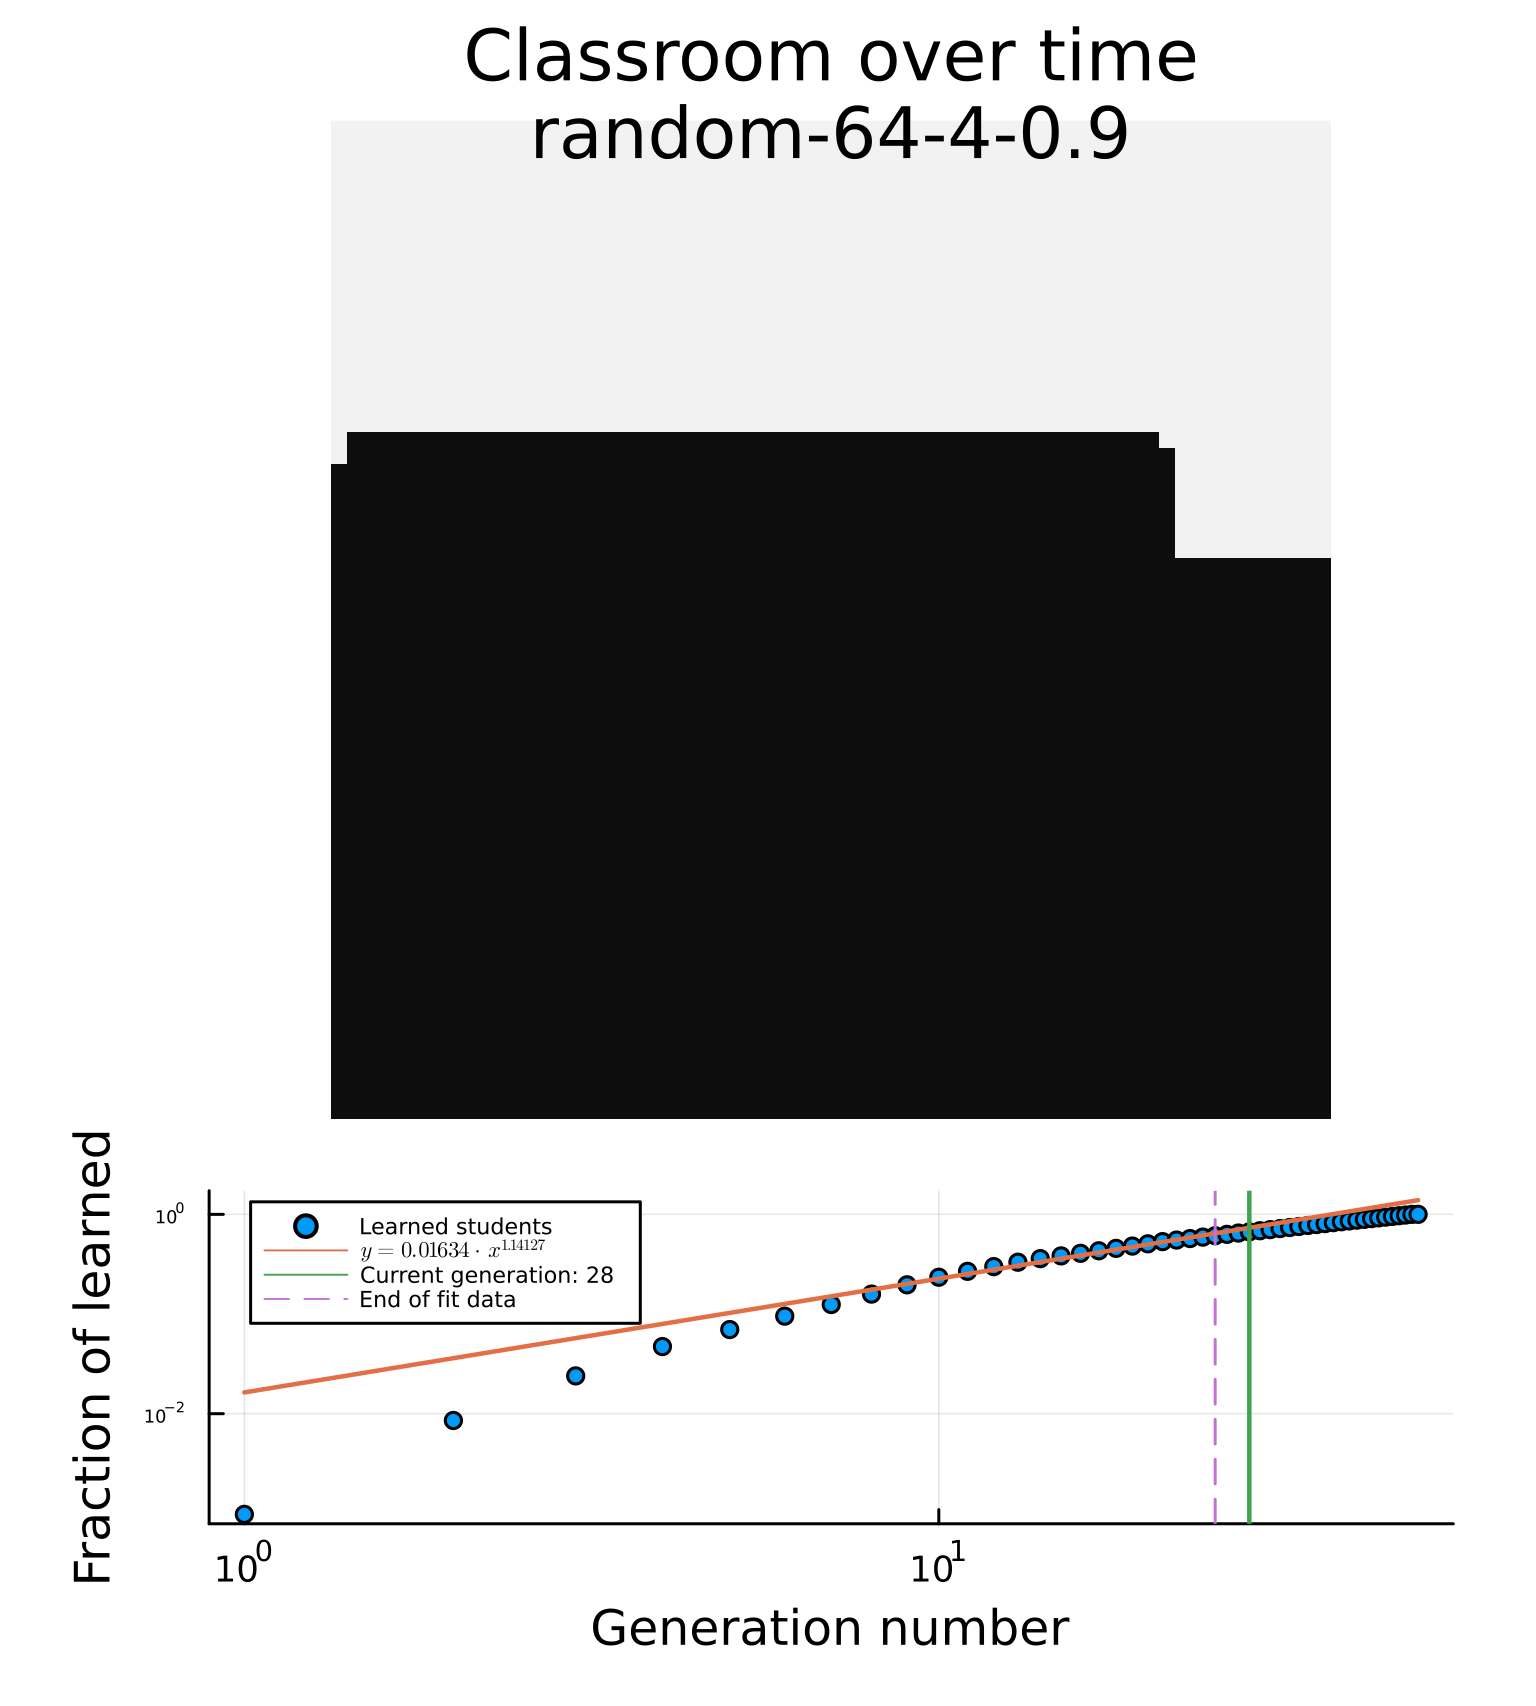 Classroom over time
random-64-4-0.9
Fraction of learned
10^0
10^-2
Learned students
y = 0.01634 · x^1.14127
Current generation: 28
End of fit data
10^0
10^1
Generation number